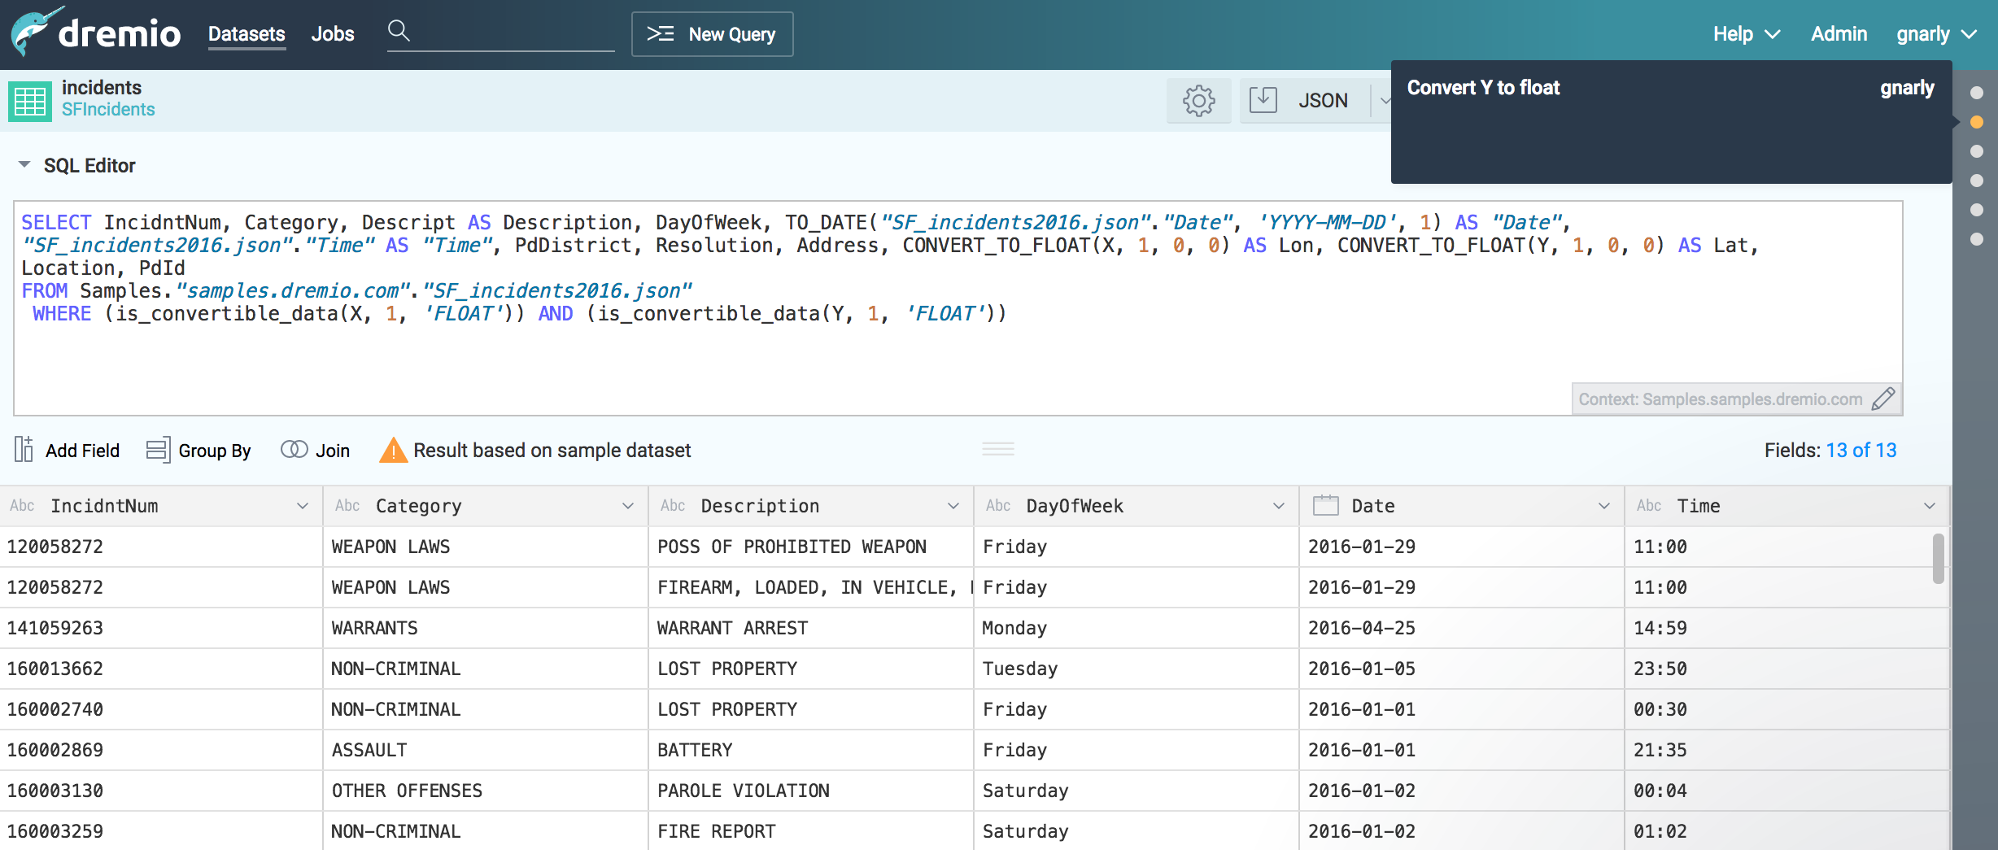 dremio Datasets Jobs New Query Help Admin gnarly
incidents
SFIncidents
JSON
Convert Y to float gnarly
SQL Editor
SELECT IncidntNum, Category, Descript AS Description, DayOfWeek, TO_DATE("SF_incidents2016.json"."Date", 'YYYY-MM-DD', 1) AS "Date",
"SF_incidents2016.json"."Time" AS "Time", PdDistrict, Resolution, Address, CONVERT_TO_FLOAT(X, 1, 0, 0) AS Lon, CONVERT_TO_FLOAT(Y, 1, 0, 0) AS Lat,
Location, PdId
FROM Samples."samples.dremio.com"."SF_incidents2016.json"
WHERE (is_convertible_data(X, 1, 'FLOAT')) AND (is_convertible_data(Y, 1, 'FLOAT'))
Context: Samples.samples.dremio.com
Add Field Group By Join Result based on sample dataset Fields: 13 of 13
Abc IncidntNum Abc Category Abc Description Abc DayOfWeek Date Abc Time
120058272 WEAPON LAWS POSS OF PROHIBITED WEAPON Friday 2016-01-29 11:00
120058272 WEAPON LAWS FIREARM, LOADED, IN VEHICLE, Friday 2016-01-29 11:00
141059263 WARRANTS WARRANT ARREST Monday 2016-04-25 14:59
160013662 NON-CRIMINAL LOST PROPERTY Tuesday 2016-01-05 23:50
160002740 NON-CRIMINAL LOST PROPERTY Friday 2016-01-01 00:30
160002869 ASSAULT BATTERY Friday 2016-01-01 21:35
160003130 OTHER OFFENSES PAROLE VIOLATION Saturday 2016-01-02 00:04
160003259 NON-CRIMINAL FIRE REPORT Saturday 2016-01-02 01:02